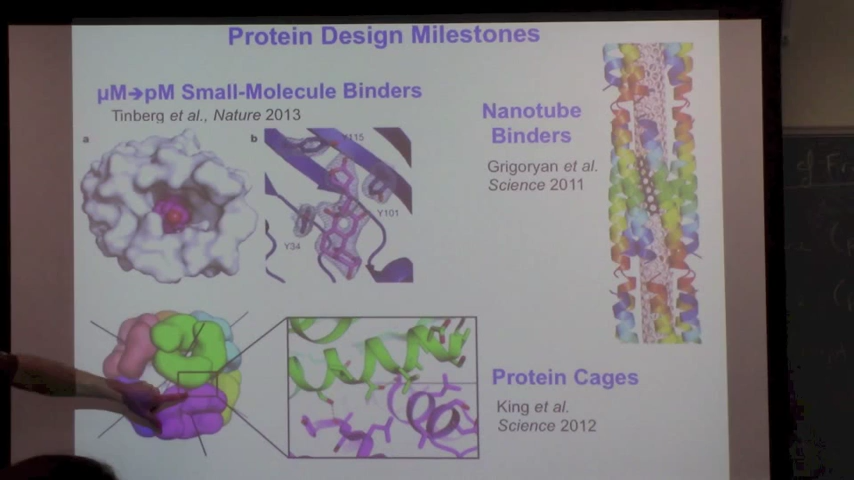 Protein Design Milestones
µM→pM Small-Molecule Binders
Tinberg et al., Nature 2013
a
b
Y115
Y101
Y34
Nanotube
Binders
Grigoryan et al.
Science 2011
Protein Cages
King et al.
Science 2012